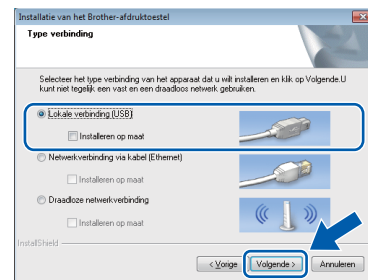 Installatie van het Brother-afdruktoestel
Type verbinding
Selecteer het type verbinding van het apparaat dat u wilt installeren en klik op Volgende.U
kunt niet tegelijk een vast en een draadloos netwerk gebruiken.
Lokale verbinding (USB)
Installeren op maat
Netwerkverbinding via kabel (Ethernet)
Installeren op maat
Draadloze netwerkverbinding
Installeren op maat
InstallShield
< Vorige
Volgende >
Annuleren